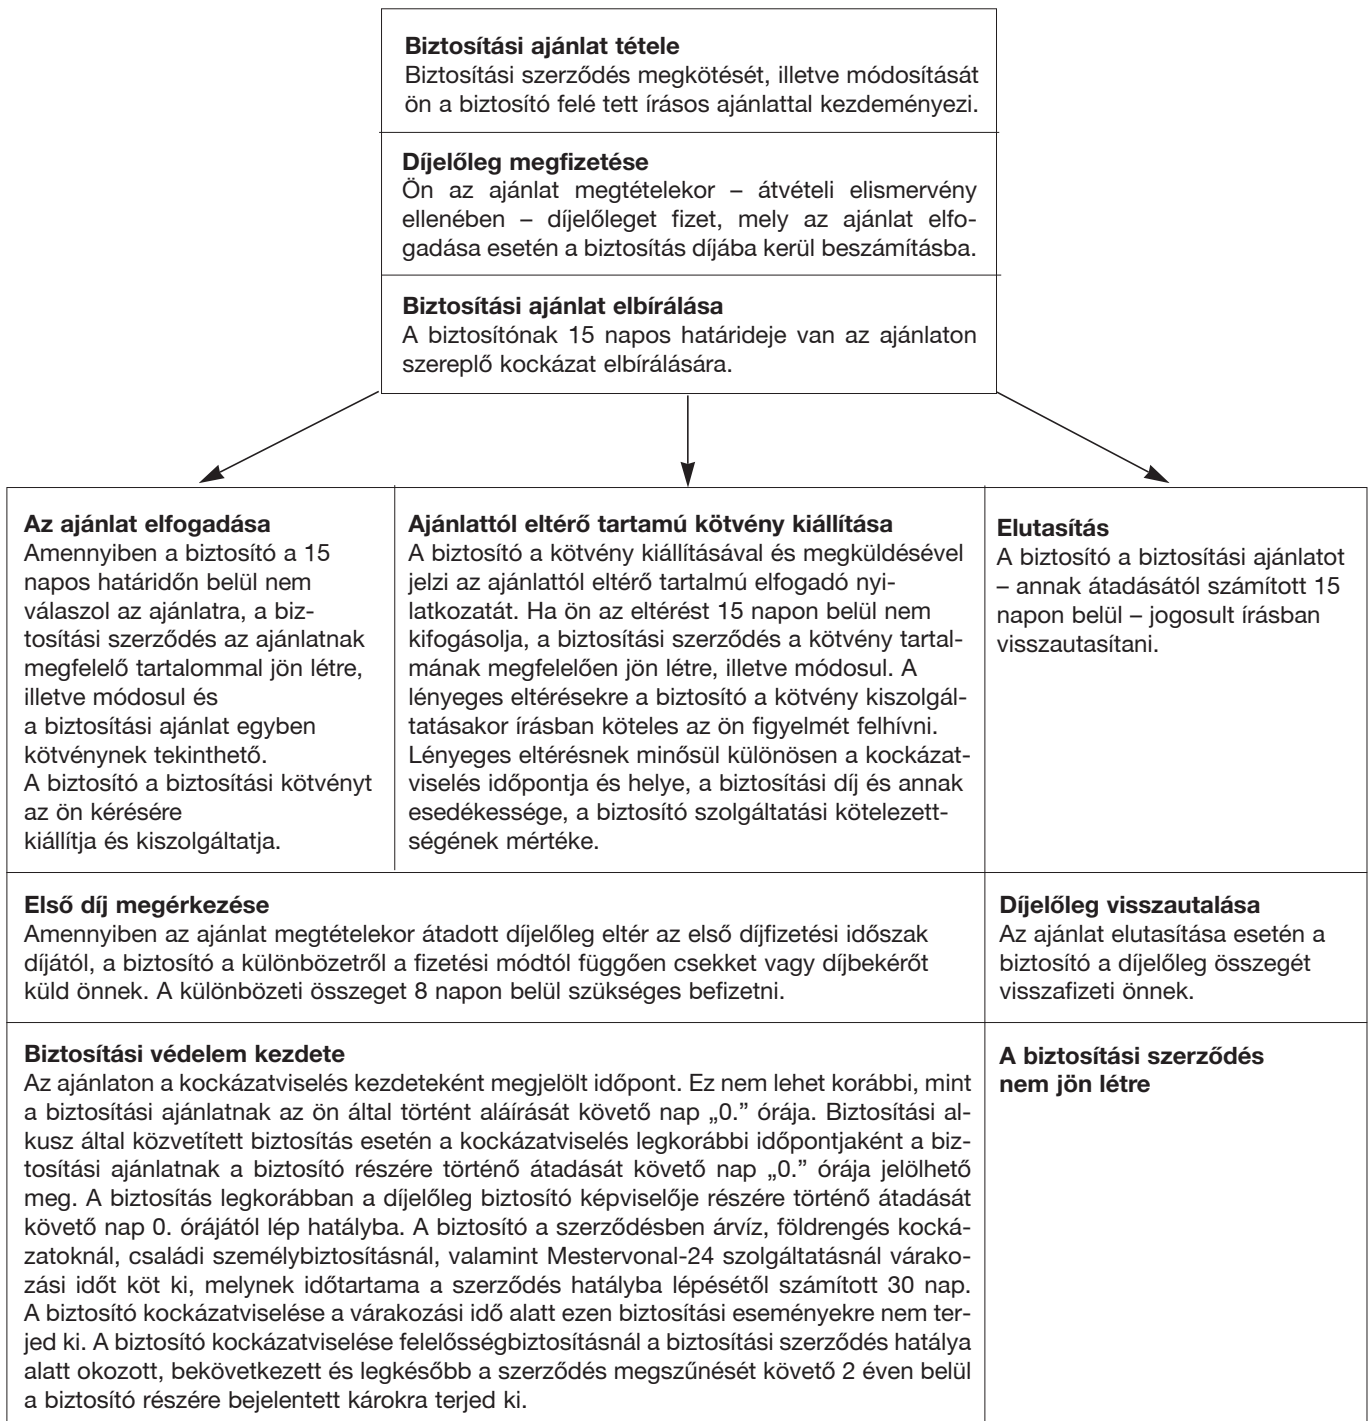 Biztosítási ajánlat tétele
Biztosítási szerződés megkötését, illetve módosítását
ön a biztosító felé tett írásos ajánlattal kezdeményezi.
Díjelőleg megfizetése
Ön az ajánlat megtételekor – átvételi elismervény
ellenében – díjelőleget fizet, mely az ajánlat elfo-
gadása esetén a biztosítás díjába kerül beszámításba.
Biztosítási ajánlat elbírálása
A biztosítónak 15 napos határideje van az ajánlaton
szereplő kockázat elbírálására.
Az ajánlat elfogadása
Amennyiben a biztosító a 15
napos határidőn belül nem
válaszol az ajánlatra, a biz-
tosítási szerződés az ajánlatnak
megfelelő tartalommal jön létre,
illetve módosul és
a biztosítási ajánlat egyben
kötvénynek tekinthető.
A biztosító a biztosítási kötvényt
az ön kérésére
kiállítja és kiszolgáltatja.
Ajánlattól eltérő tartamú kötvény kiállítása
A biztosító a kötvény kiállításával és megküldésével
jelzi az ajánlattól eltérő tartalmú elfogadó nyi-
latkozatát. Ha ön az eltérést 15 napon belül nem
kifogásolja, a biztosítási szerződés a kötvény tartal-
mának megfelelően jön létre, illetve módosul. A
lényeges eltérésekre a biztosító a kötvény kiszolgál-
tatásakor írásban köteles az ön figyelmét felhívni.
Lényeges eltérésnek minősül különösen a kockázat-
viselés időpontja és helye, a biztosítási díj és annak
esedékessége, a biztosító szolgáltatási kötelezett-
ségének mértéke.
Elutasítás
A biztosító a biztosítási ajánlatot
– annak átadásától számított 15
napon belül – jogosult írásban
visszautasítani.
Első díj megérkezése
Amennyiben az ajánlat megtételekor átadott díjelőleg eltér az első díjfizetési időszak
díjától, a biztosító a különbözetről a fizetési módtól függően csekket vagy díjbekérőt
küld önnek. A különbözeti összeget 8 napon belül szükséges befizetni.
Díjelőleg visszautalása
Az ajánlat elutasítása esetén a
biztosító a díjelőleg összegét
visszafizeti önnek.
Biztosítási védelem kezdete
Az ajánlaton a kockázatviselés kezdeteként megjelölt időpont. Ez nem lehet korábbi, mint
a biztosítási ajánlatnak az ön által történt aláírását követő nap „0.” órája. Biztosítási al-
kusz által közvetített biztosítás esetén a kockázatviselés legkorábbi időpontjaként a biz-
tosítási ajánlatnak a biztosító részére történő átadását követő nap „0.” órája jelölhető
meg. A biztosítás legkorábban a díjelőleg biztosító képviselője részére történő átadását
követő nap 0. órájától lép hatályba. A biztosító a szerződésben árvíz, földrengés kocká-
zatoknál, családi személybiztosításnál, valamint Mestervonal-24 szolgáltatásnál várako-
zási időt köt ki, melynek időtartama a szerződés hatályba lépésétől számított 30 nap.
A biztosító kockázatviselése a várakozási idő alatt ezen biztosítási eseményekre nem ter-
jed ki. A biztosító kockázatviselése felelősségbiztosításnál a biztosítási szerződés hatálya
alatt okozott, bekövetkezett és legkésőbb a szerződés megszűnését követő 2 éven belül
a biztosító részére bejelentett károkra terjed ki.
A biztosítási szerződés
nem jön létre